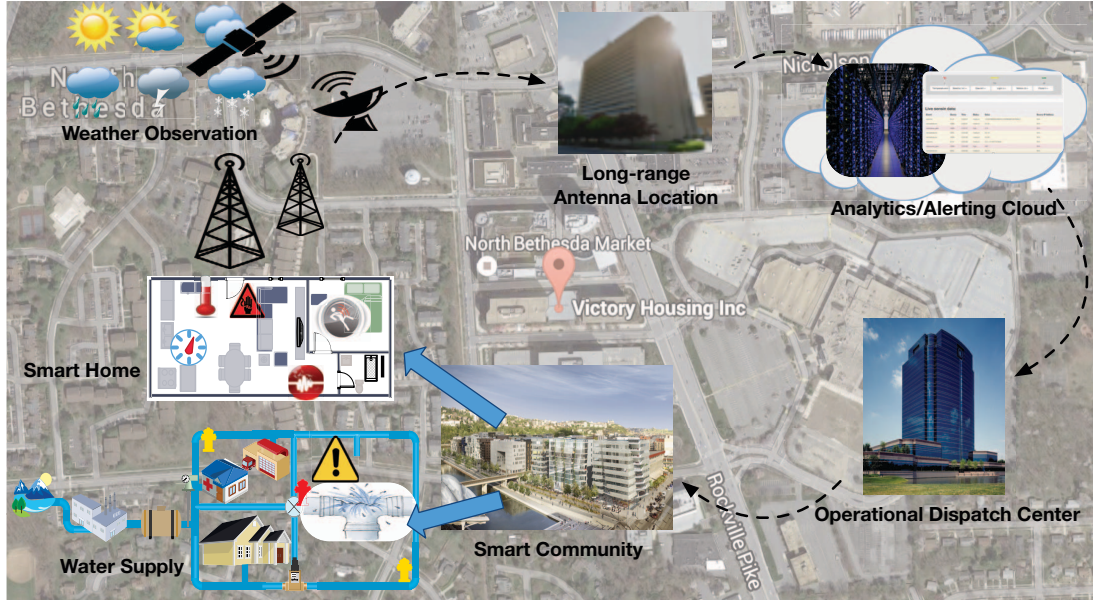 North
Bethesda
Weather Observation
Nicholson
Long-range
Antenna Location
Analytics/Alerting Cloud
North Bethesda Market
Victory Housing Inc
Smart Home
Rockville Pike
Operational Dispatch Center
Smart Community
Water Supply